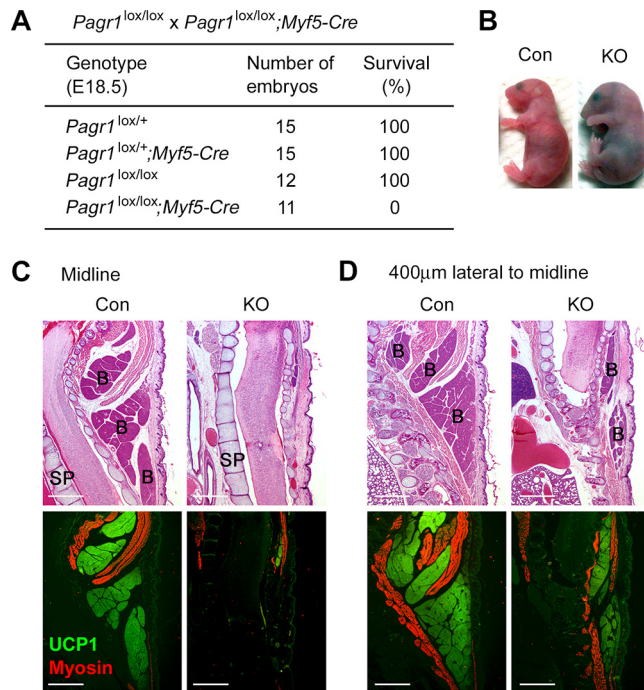 A
Pagr1lox/lox x Pagr1lox/lox;Myf5-Cre
Genotype (E18.5)
Number of embryos
Survival (%)
Pagr1lox/+ 15 100
Pagr1lox/+;Myf5-Cre 15 100
Pagr1lox/lox 12 100
Pagr1lox/lox;Myf5-Cre 11 0
B
Con KO
C Midline
Con KO
B
B
B
SP
SP
UCP1
Myosin
D 400μm lateral to midline
Con KO
B
B
B
B
B